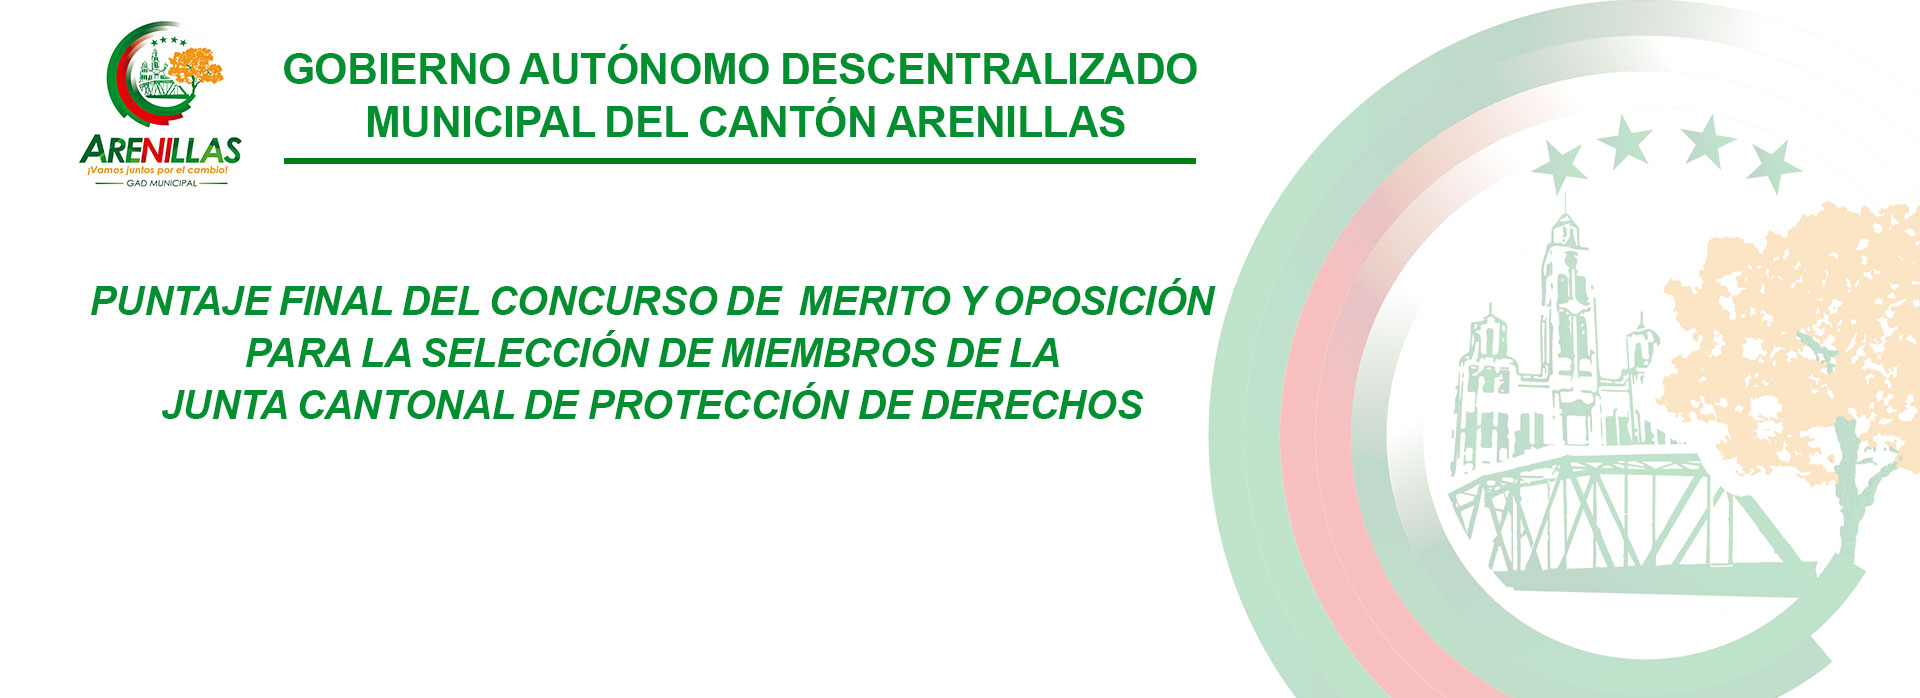 GOBIERNO AUTÓNOMO DESCENTRALIZADO
MUNICIPAL DEL CANTÓN ARENILLAS
ARENILLAS
¡Vamos juntos por el cambio!
GAD MUNICIPAL
PUNTAJE FINAL DEL CONCURSO DE MERITO Y OPOSICIÓN
PARA LA SELECCIÓN DE MIEMBROS DE LA
JUNTA CANTONAL DE PROTECCIÓN DE DERECHOS